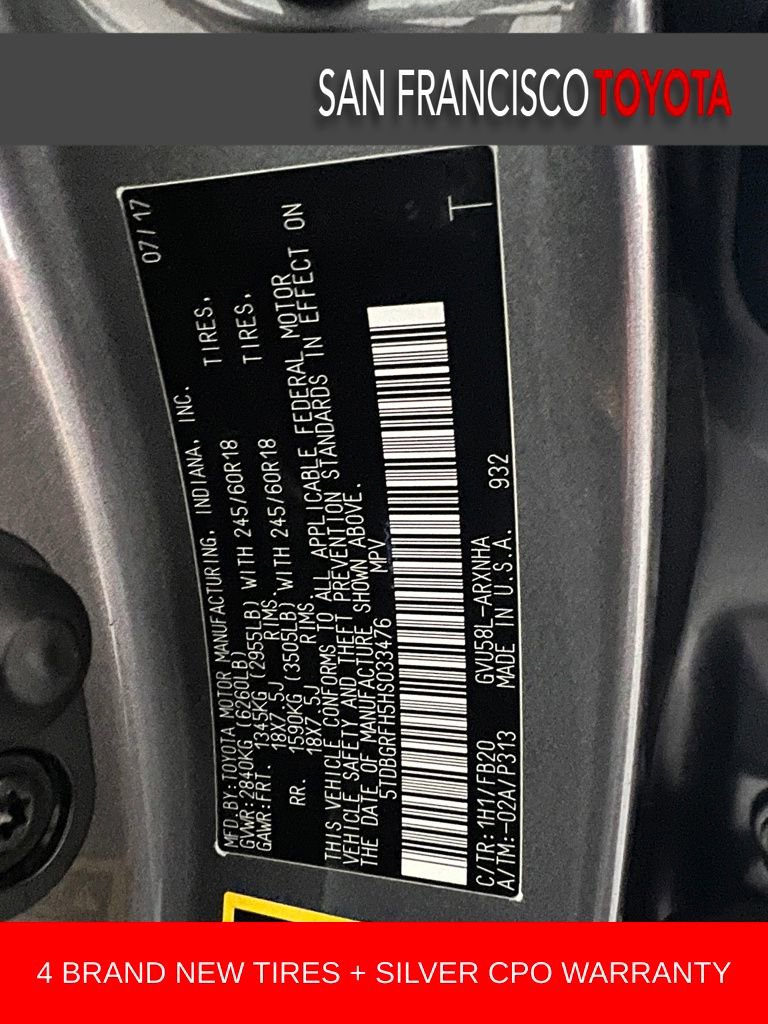 SAN FRANCISCO TOYOTA
MFD.BY:TOYOTA MOTOR MANUFACTURING, INDIANA, INC. 07/17
GVWR:2840KG(6260LB)
GAWR:FRT. 1345KG (2955LB) WITH 245/60R18 TIRES,
18X7.5J RIMS.
RR. 1590KG (3505LB) WITH 245/60R18 TIRES,
18X7.5J RIMS
THIS VEHICLE CONFORMS TO ALL APPLICABLE FEDERAL MOTOR
VEHICLE SAFETY AND THEFT PREVENTION STANDARDS IN EFFECT ON
THE DATE OF MANUFACTURE SHOWN ABOVE.
5TDBGRFH5HS033476 MPV
T
C/TR:1H1/FB20 GVU58L-ARXNHA
A/TM:-02A/P313 MADE IN U.S.A. 932
4 BRAND NEW TIRES + SILVER CPO WARRANTY